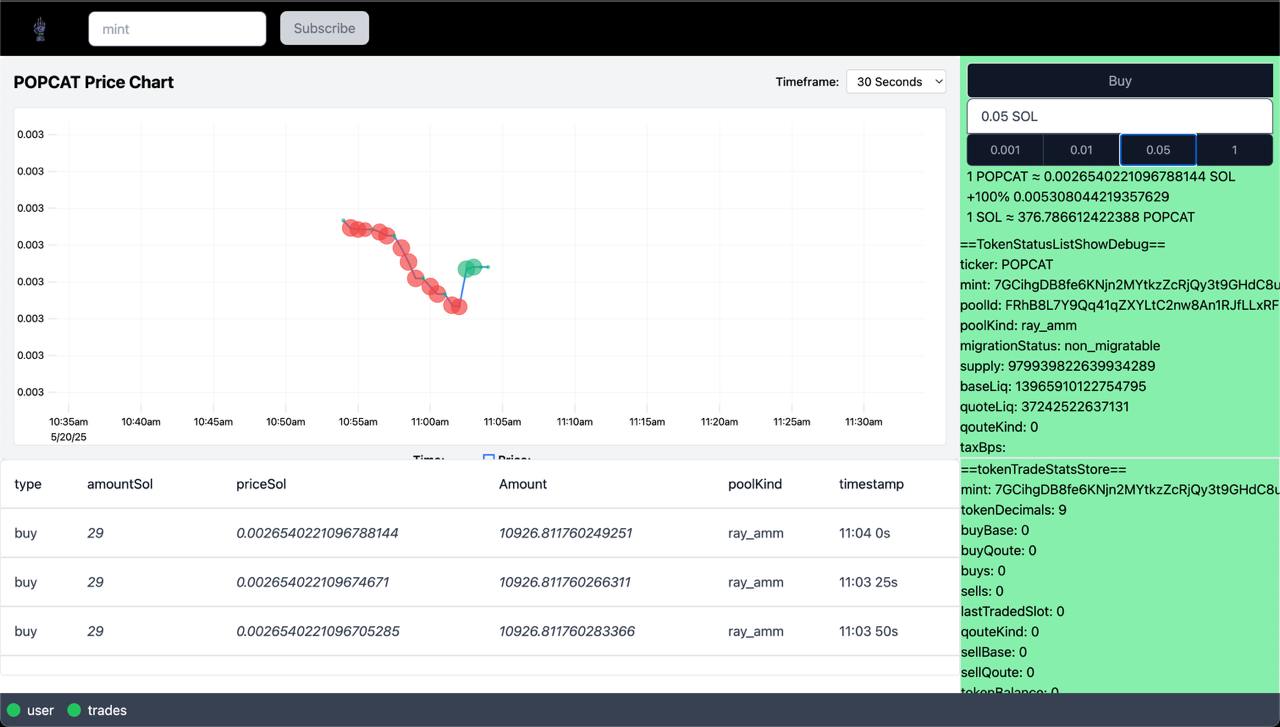 mint Subscribe
POPCAT Price Chart Timeframe: 30 Seconds
0.003
0.003
0.003
0.003
0.003
0.003
0.003
0.003
10:35am 10:40am 10:45am 10:50am 10:55am 11:00am 11:05am 11:10am 11:15am 11:20am 11:25am 11:30am
5/20/25
Time: Price:
type amountSol priceSol Amount poolKind timestamp
buy 29 0.0026540221096788144 10926.811760249251 ray_amm 11:04 0s
buy 29 0.002654022109674671 10926.811760266311 ray_amm 11:03 25s
buy 29 0.0026540221096705285 10926.811760283366 ray_amm 11:03 50s
Buy
0.05 SOL
0.001 0.01 0.05 1
1 POPCAT ≈ 0.0026540221096788144 SOL
+100% 0.005308044219357629
1 SOL ≈ 376.786612422388 POPCAT
==TokenStatusListShowDebug==
ticker: POPCAT
mint: 7GCihgDB8fe6KNjn2MYtkzZcRjQy3t9GHdC8u
poolId: FRhB8L7Y9Qq41qZXYLtC2nw8An1RJfLLxRF
poolKind: ray_amm
migrationStatus: non_migratable
supply: 979939822639934289
baseLiq: 13965910122754795
quoteLiq: 37242522637131
qouteKind: 0
taxBps:
==tokenTradeStatsStore==
mint: 7GCihgDB8fe6KNjn2MYtkzZcRjQy3t9GHdC8u
tokenDecimals: 9
buyBase: 0
buyQoute: 0
buys: 0
sells: 0
lastTradedSlot: 0
qouteKind: 0
sellBase: 0
sellQoute: 0
tokenBalance: 0
user trades